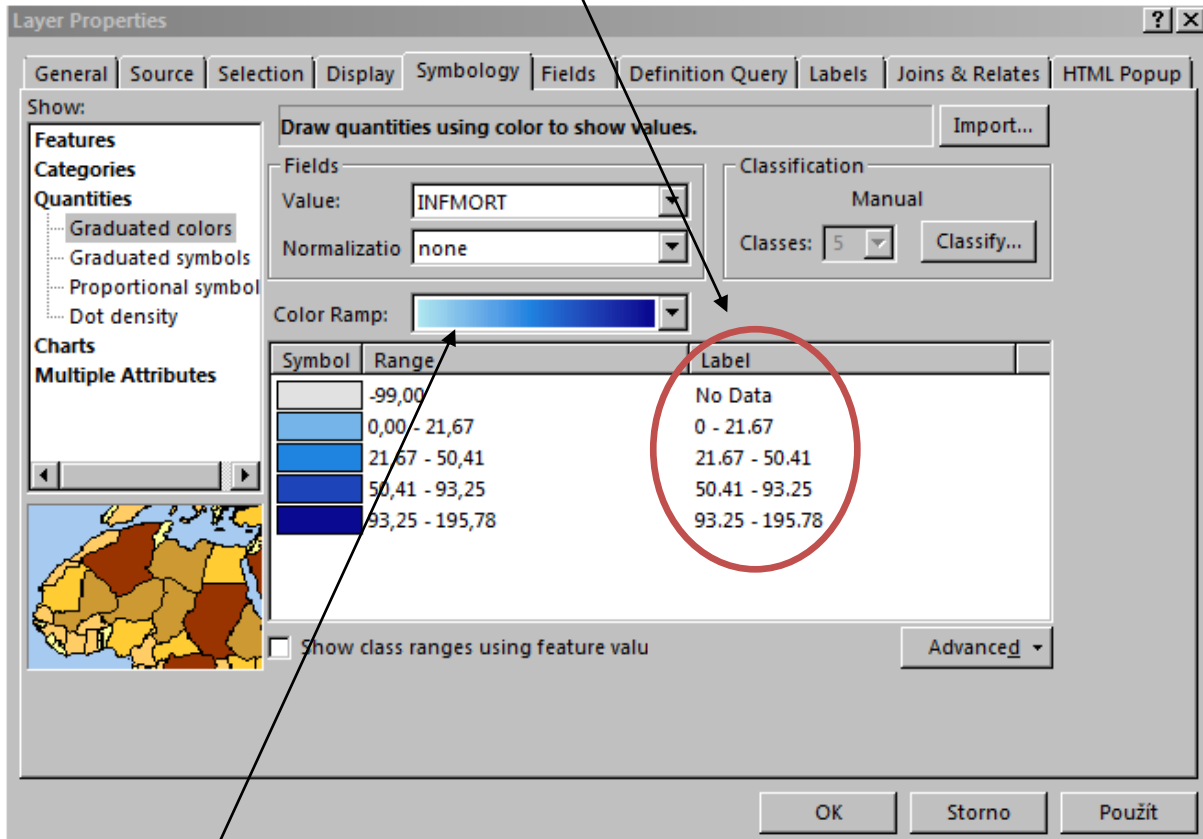 Layer Properties
? X
General Source Selection Display Symbology Fields Definition Query Labels Joins & Relates HTML Popup
Show:
Features
Categories
Quantities
Graduated colors
Graduated symbols
Proportional symbol
Dot density
Charts
Multiple Attributes
Draw quantities using color to show values.
Import...
Fields
Value: INFMORT
Normalizatio none
Classification
Manual
Classes: 5 Classify...
Color Ramp:
Symbol Range Label
-99,00 No Data
0,00 - 21,67 0 - 21.67
21,67 - 50,41 21.67 - 50.41
50,41 - 93,25 50.41 - 93.25
93,25 - 195,78 93.25 - 195.78
Show class ranges using feature valu
Advanced
OK Storno Použít